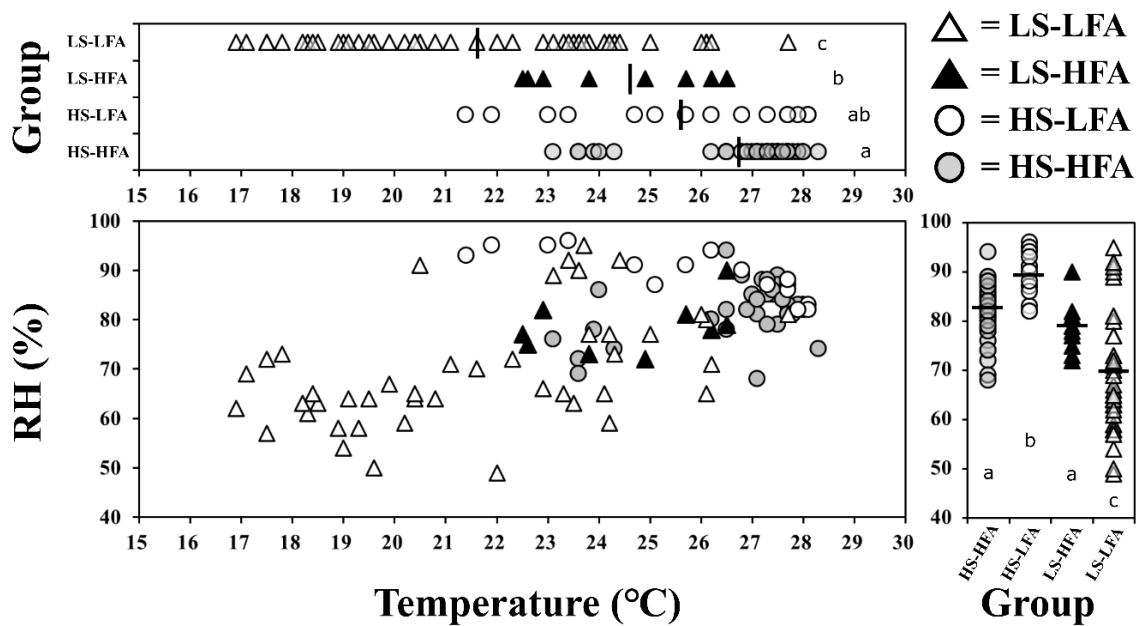 Group
LS-LFA
LS-HFA
HS-LFA
HS-HFA
c
b
ab
a
15 16 17 18 19 20 21 22 23 24 25 26 27 28 29 30
= LS-LFA
= LS-HFA
= HS-LFA
= HS-HFA
RH (%)
100
90
80
70
60
50
40
15 16 17 18 19 20 21 22 23 24 25 26 27 28 29 30
Temperature (°C)
100
90
80
70
60
50
40
a
b
a
c
HS-HFA
HS-LFA
LS-HFA
LS-LFA
Group